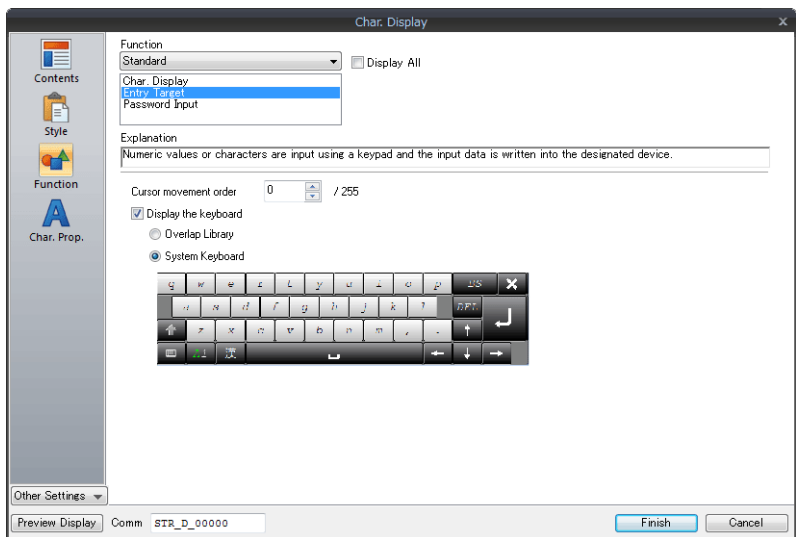 Char. Display
x
Contents
Style
Function
Char. Prop.
Function
Standard
Display All
Char. Display
Entry Target
Password Input
Explanation
Numeric values or characters are input using a keypad and the input data is written into the designated device.
Cursor movement order 0 / 255
Display the keyboard
Overlap Library
System Keyboard
q w e r t y u i o p BS
a s d f g h j k l DEL
z x c v b n m , .
漢
Other Settings
Preview Display Comm STR_D_00000 Finish Cancel